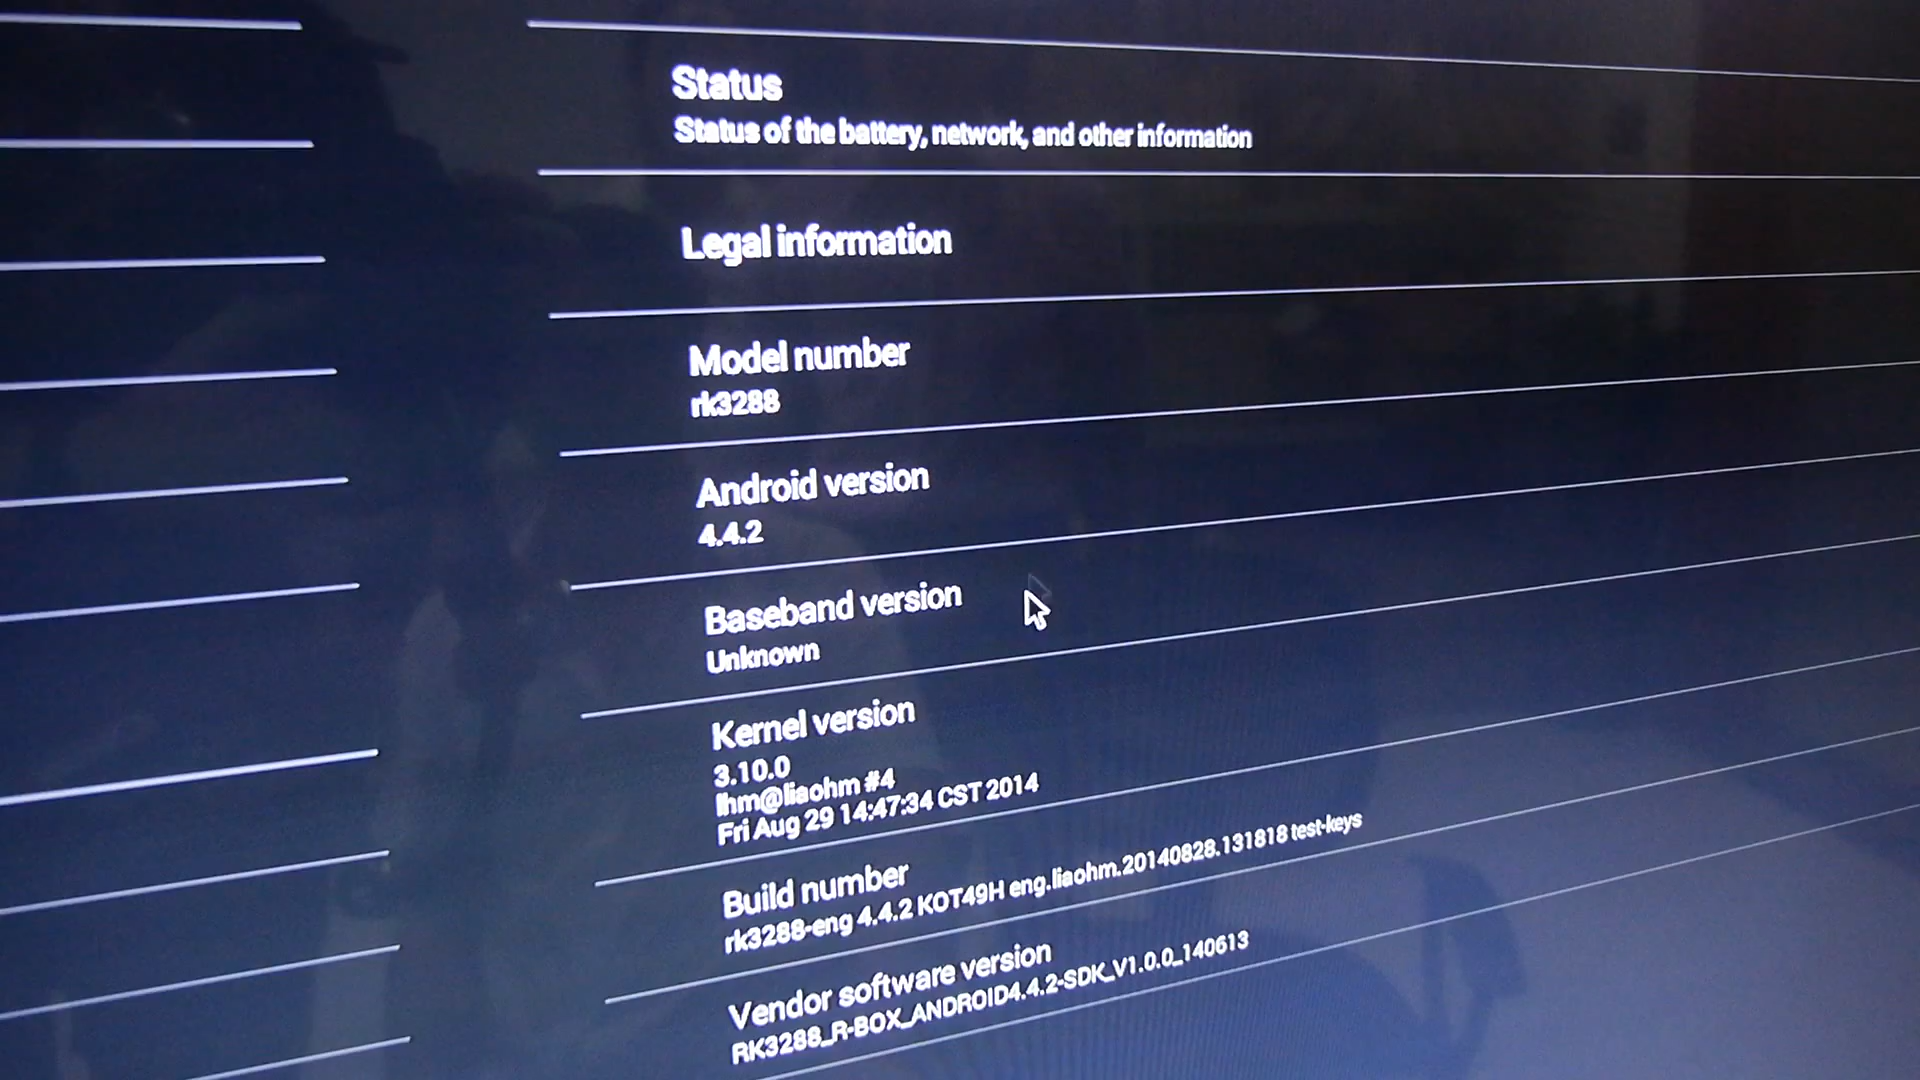 Status
Status of the battery, network, and other information
Legal information
Model number
rk3288
Android version
4.4.2
Baseband version
Unknown
Kernel version
3.10.0
lhm@liaohm #4
Fri Aug 29 14:47:34 CST 2014
Build number
rk3288-eng 4.4.2 KOT49H eng.liaohm.20140828.131818 test-keys
Vendor software version
RK3288_R-BOX_ANDROID4.4.2-SDK_V1.0.0_140613